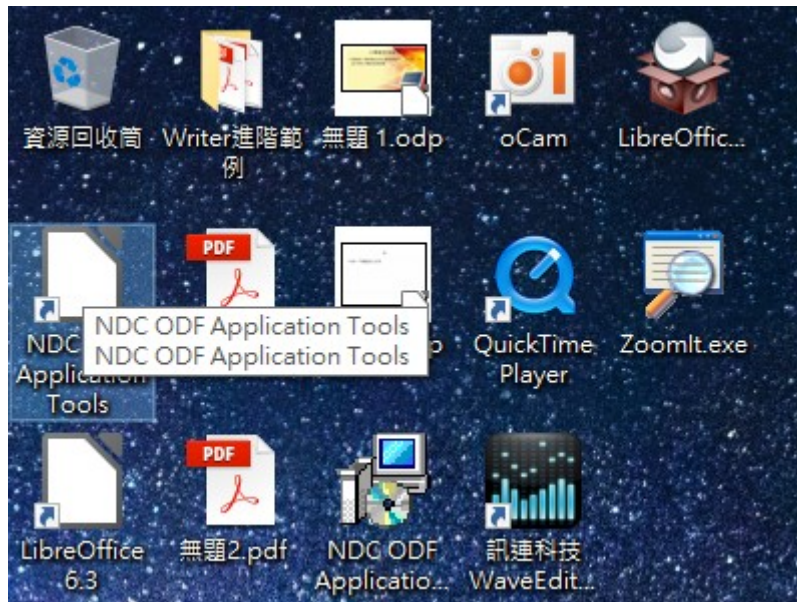 資源回收筒
Writer進階範
例
無題 1.odp
oCam
LibreOffic...
NDC
Application
Tools
PDF
NDC ODF Application Tools
NDC ODF Application Tools
p
QuickTime
Player
ZoomIt.exe
LibreOffice
6.3
PDF
無題2.pdf
NDC ODF
Applicatio...
訊連科技
WaveEdit...